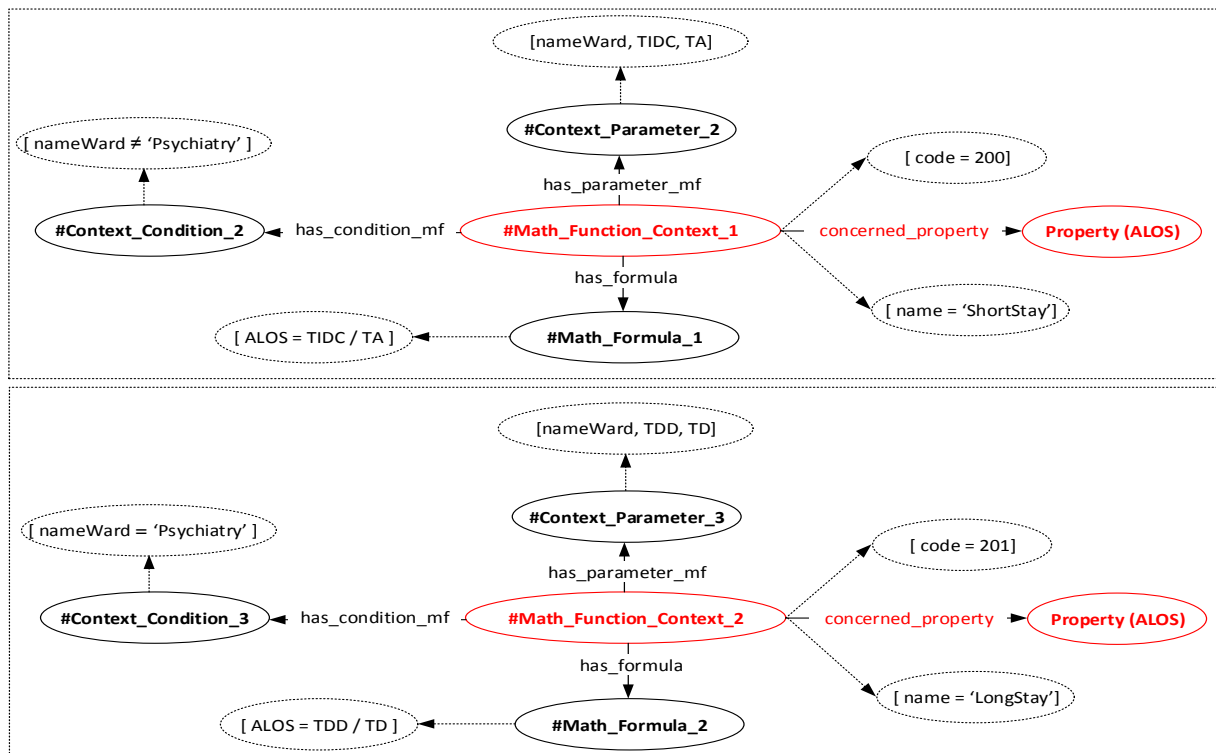 [nameWard, TIDC, TA]
#Context_Parameter_2
[ nameWard ≠ ‘Psychiatry’ ]
[ code = 200]
has_parameter_mf
#Context_Condition_2
has_condition_mf
#Math_Function_Context_1
concerned_property
Property (ALOS)
has_formula
[ name = ‘ShortStay’]
[ ALOS = TIDC / TA ]
#Math_Formula_1
[nameWard, TDD, TD]
#Context_Parameter_3
[ nameWard = ‘Psychiatry’ ]
[ code = 201]
has_parameter_mf
#Context_Condition_3
has_condition_mf
#Math_Function_Context_2
concerned_property
Property (ALOS)
has_formula
[ name = ‘LongStay’]
[ ALOS = TDD / TD ]
#Math_Formula_2